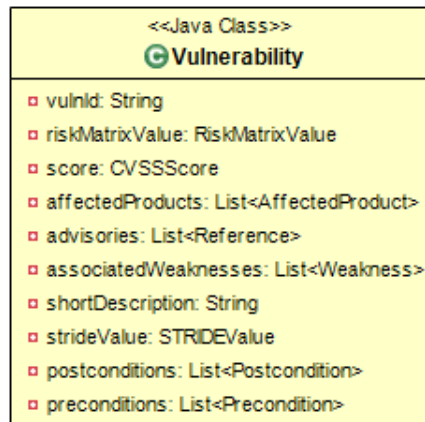 <<Java Class>>
C Vulnerability
vulnId: String
riskMatrixValue: RiskMatrixValue
score: CVSSScore
affectedProducts: List<AffectedProduct>
advisories: List<Reference>
associatedWeaknesses: List<Weakness>
shortDescription: String
strideValue: STRIDEValue
postconditions: List<Postcondition>
preconditions: List<Precondition>